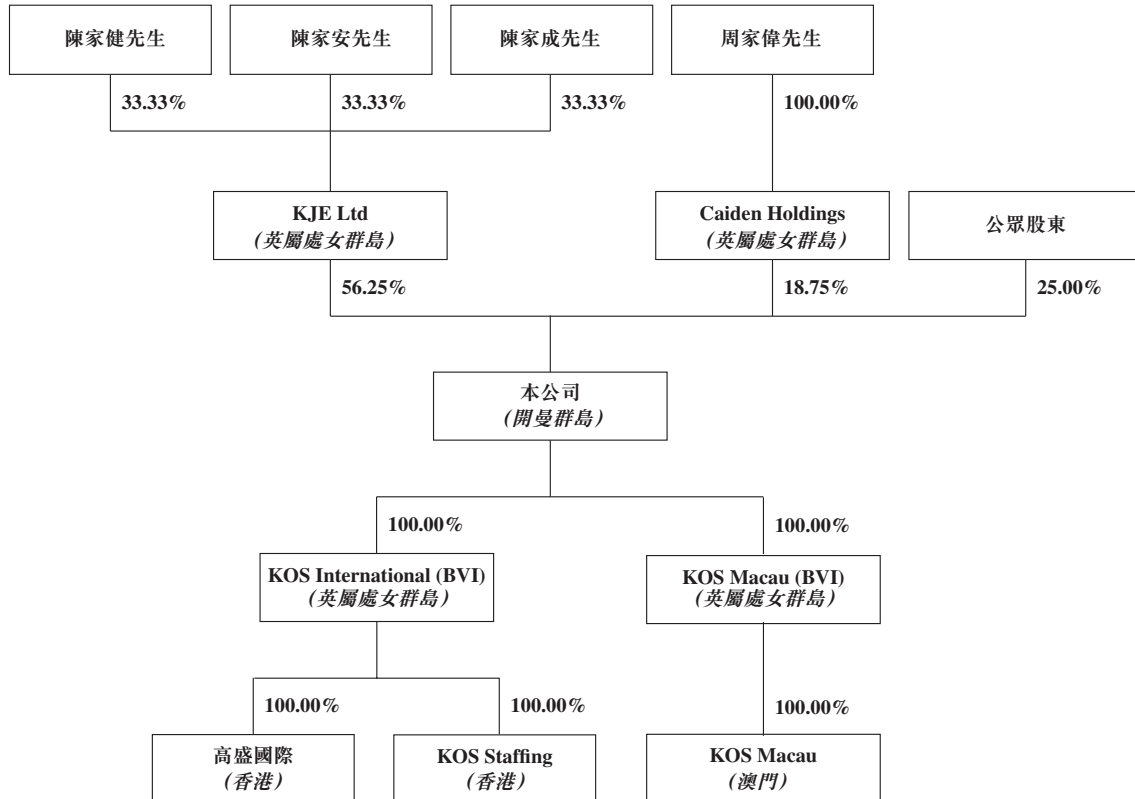 陳家健先生
陳家安先生
陳家成先生
周家偉先生
33.33%
33.33%
33.33%
100.00%
KJE Ltd
(英屬處女群島)
Caiden Holdings
(英屬處女群島)
公眾股東
56.25%
18.75%
25.00%
本公司
(開曼群島)
100.00%
100.00%
KOS International (BVI)
(英屬處女群島)
KOS Macau (BVI)
(英屬處女群島)
100.00%
100.00%
100.00%
高盛國際
(香港)
KOS Staffing
(香港)
KOS Macau
(澳門)